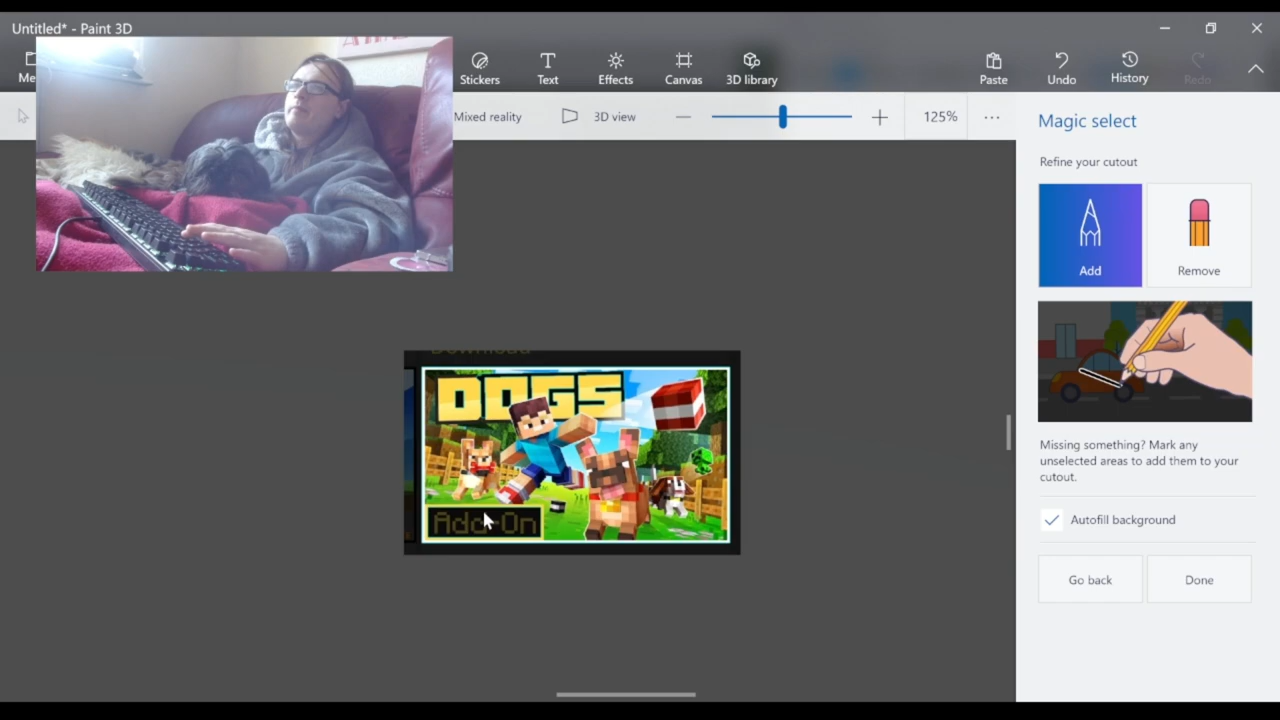 Untitled* - Paint 3D
Me
Stickers
Text
Effects
Canvas
3D library
Paste
Undo
History
Redo
Mixed reality
3D view
125%
Magic select
Refine your cutout
Add
Remove
Download
DOGS
Add-On
Missing something? Mark any
unselected areas to add them to your
cutout.
Autofill background
Go back
Done